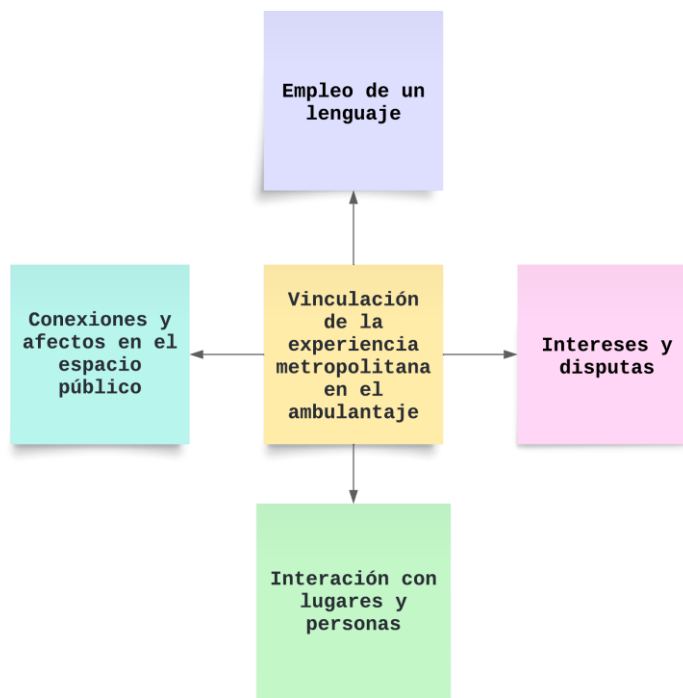 Empleo de un
lenguaje
Conexiones y
afectos en el
espacio
público
Vinculación
de la
experiencia
metropolitana
en el
ambulantaje
Intereses y
disputas
Interación con
lugares y
personas